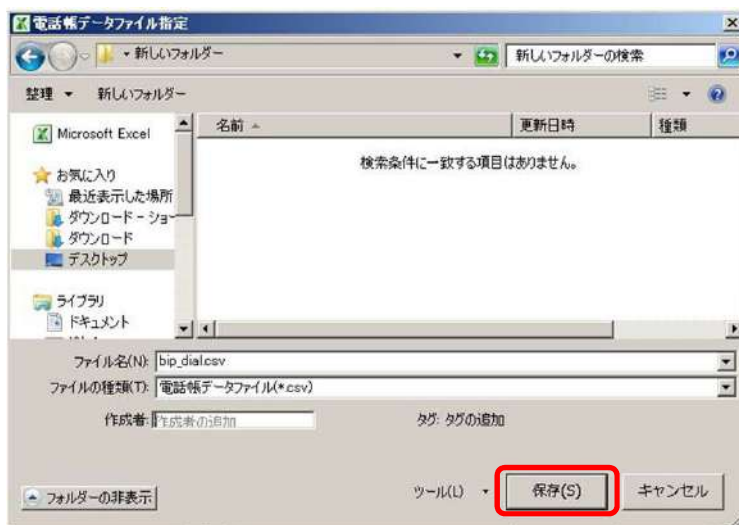 電話帳データファイル指定
新しいフォルダー
新しいフォルダーの検索
整理
新しいフォルダー
Microsoft Excel
お気に入り
最近表示した場所
ダウンロード - ショー
ダウンロード
デスクトップ
ライブラリ
ドキュメント
名前
更新日時
種類
検索条件に一致する項目はありません。
ファイル名(N): bip_dial.csv
ファイルの種類(T): 電話帳データファイル(*.csv)
作成者: 作成者の追加
タグ: タグの追加
フォルダーの非表示
ツール(L)
保存(S)
キャンセル